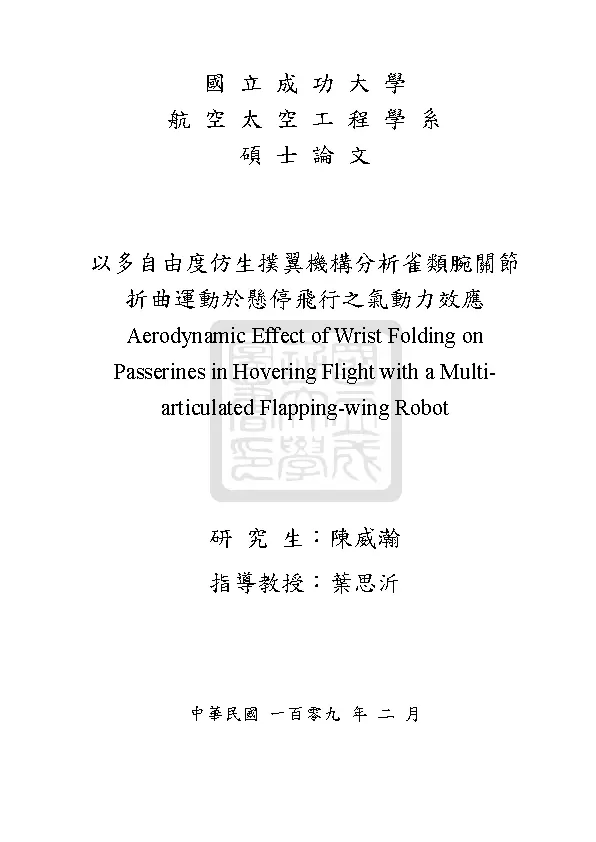 國 立 成 功 大 學
航 空 太 空 工 程 學 系
碩 士 論 文
以多自由度仿生撲翼機構分析雀類腕關節
折曲運動於懸停飛行之氣動力效應
Aerodynamic Effect of Wrist Folding on
Passerines in Hovering Flight with a Multi-
articulated Flapping-wing Robot
研 究 生：陳威瀚
指導教授：葉思沂
中華民國 一百零九 年 二 月